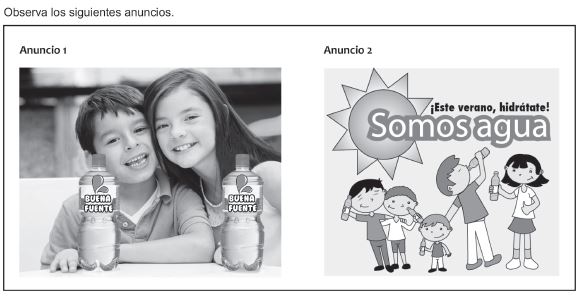 Observa los siguientes anuncios.
Anuncio 1
Anuncio 2
BUENA
FUENTE
BUENA
FUENTE
¡Este verano, hidrátate!
Somos agua